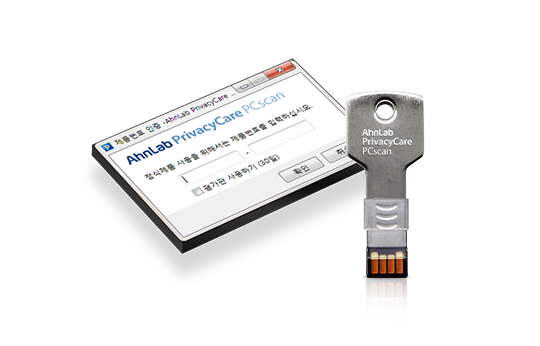 제품번호 인증 -AhnLab PrivacyCare ...
AhnLab PrivacyCare PCscan
정식제품 사용을 위해서는 제품번호를 입력하십시오.
-
평가판 사용하기 (30일)
확인
AhnLab
PrivacyCare
PCscan